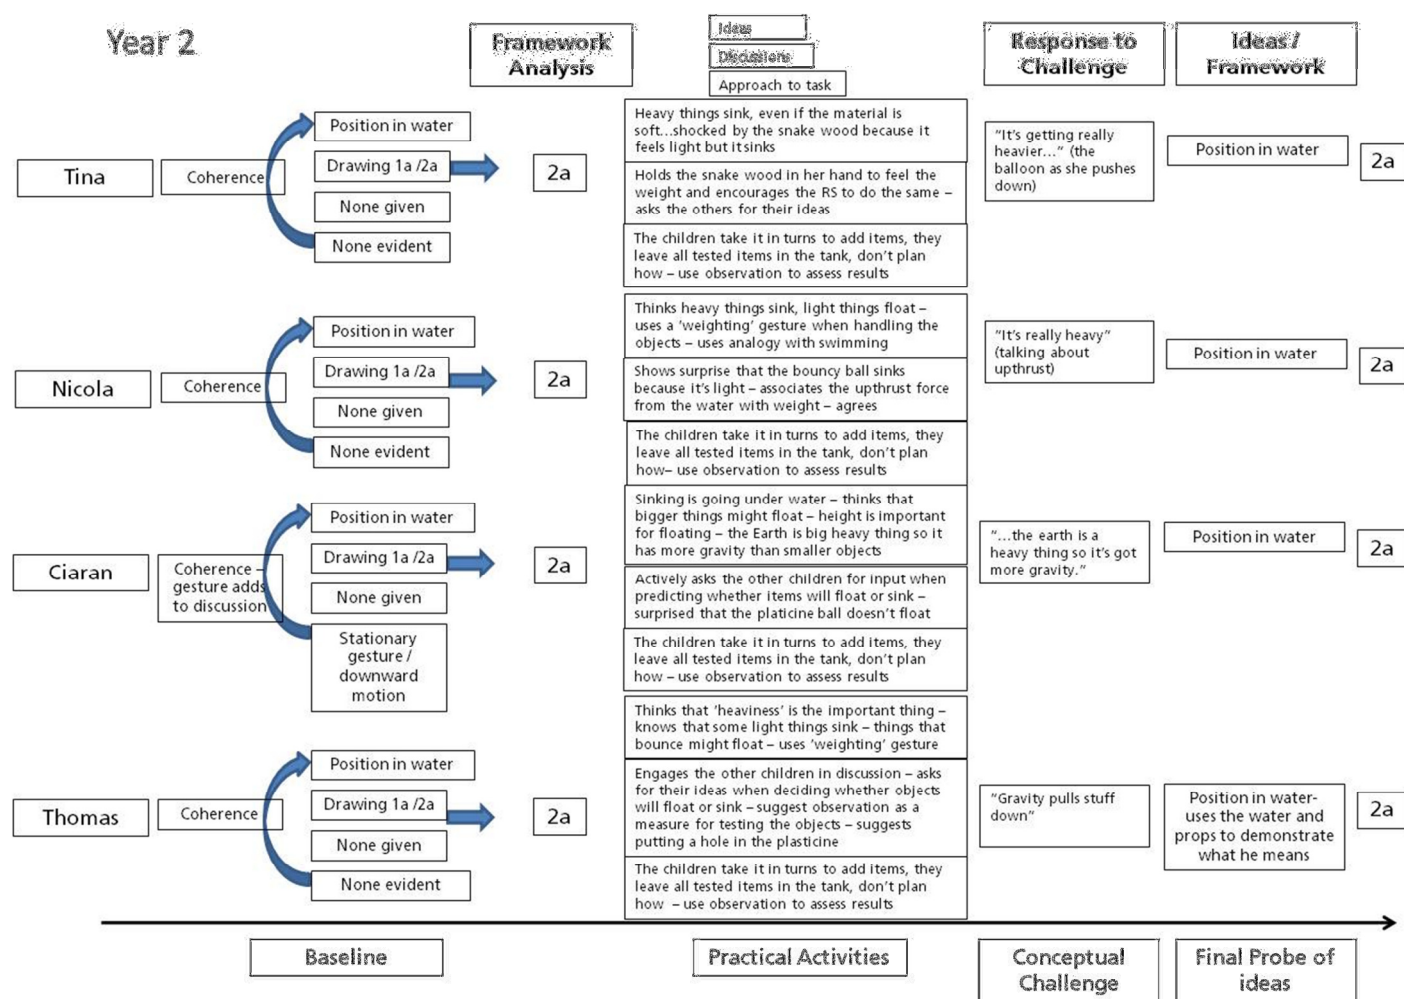 Year 2
Framework
Analysis
Ideas
Discussions
Approach to task
Response to
Challenge
Ideas /
Framework
Tina
Coherence
Position in water
Drawing 1a /2a
None given
None evident
2a
Heavy things sink, even if the material is
soft...shocked by the snake wood because it
feels light but it sinks
Holds the snake wood in her hand to feel the
weight and encourages the RS to do the same –
asks the others for their ideas
The children take it in turns to add items, they
leave all tested items in the tank, don't plan
how – use observation to assess results
"It's getting really
heavier..." (the
balloon as she pushes
down)
Position in water
2a
Nicola
Coherence
Position in water
Drawing 1a /2a
None given
None evident
2a
Thinks heavy things sink, light things float –
uses a 'weighting' gesture when handling the
objects – uses analogy with swimming
Shows surprise that the bouncy ball sinks
because it's light – associates the upthrust force
from the water with weight – agrees
The children take it in turns to add items, they
leave all tested items in the tank, don't plan
how– use observation to assess results
"It's really heavy"
(talking about
upthrust)
Position in water
2a
Ciaran
Coherence –
gesture adds
to discussion
Position in water
Drawing 1a /2a
None given
Stationary
gesture /
downward
motion
2a
Sinking is going under water – thinks that
bigger things might float – height is important
for floating – the Earth is big heavy thing so it
has more gravity than smaller objects
Actively asks the other children for input when
predicting whether items will float or sink –
surprised that the platicine ball doesn't float
The children take it in turns to add items, they
leave all tested items in the tank, don't plan
how – use observation to assess results
"...the earth is a
heavy thing so it's got
more gravity."
Position in water
2a
Thomas
Coherence
Position in water
Drawing 1a /2a
None given
None evident
2a
Thinks that 'heaviness' is the important thing –
knows that some light things sink – things that
bounce might float – uses 'weighting' gesture
Engages the other children in discussion – asks
for their ideas when deciding whether objects
will float or sink – suggest observation as a
measure for testing the objects – suggests
putting a hole in the plasticine
The children take it in turns to add items, they
leave all tested items in the tank, don't plan
how – use observation to assess results
"Gravity pulls stuff
down"
Position in water-
uses the water and
props to demonstrate
what he means
2a
Baseline
Practical Activities
Conceptual
Challenge
Final Probe of
ideas